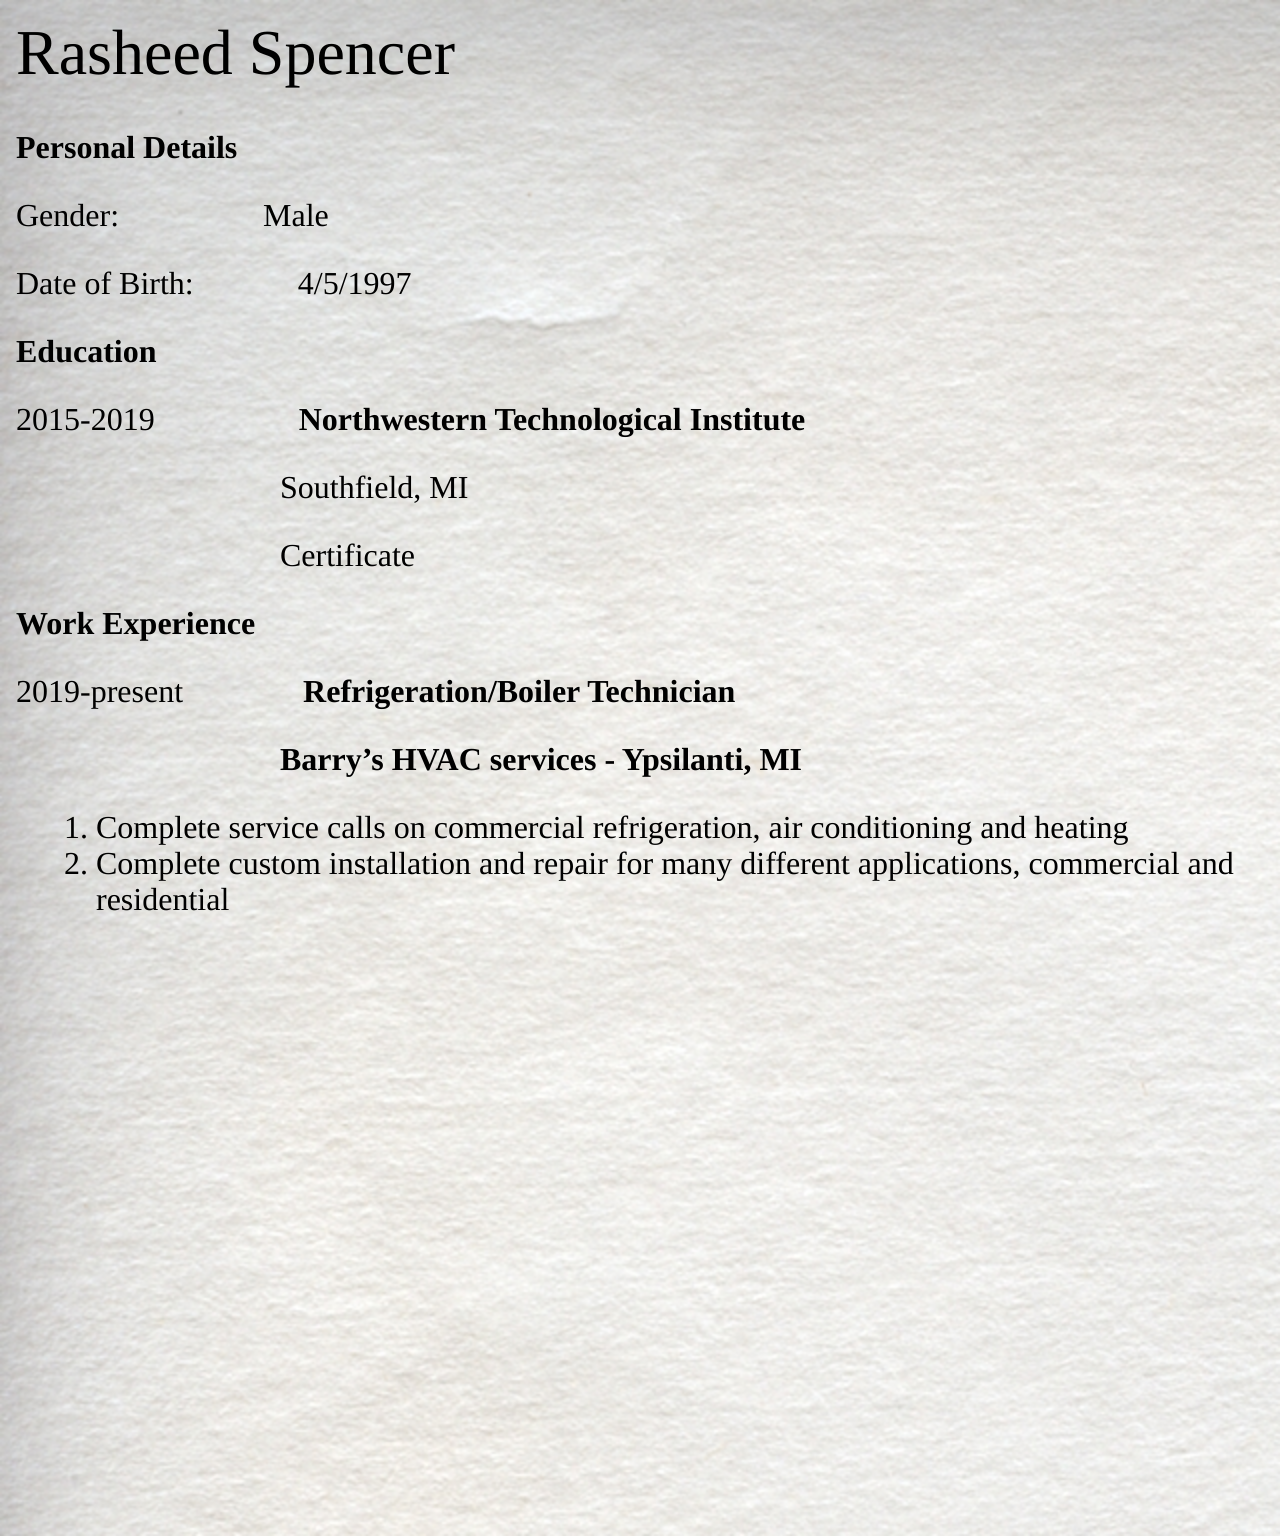 Rasheed Spencer
Personal Details
Gender: Male
Date of Birth: 4/5/1997
Education
2015-2019 Northwestern Technological Institute
Southfield, MI
Certificate
Work Experience
2019-present Refrigeration/Boiler Technician
Barry’s HVAC services - Ypsilanti, MI
1. Complete service calls on commercial refrigeration, air conditioning and heating
2. Complete custom installation and repair for many different applications, commercial and
residential